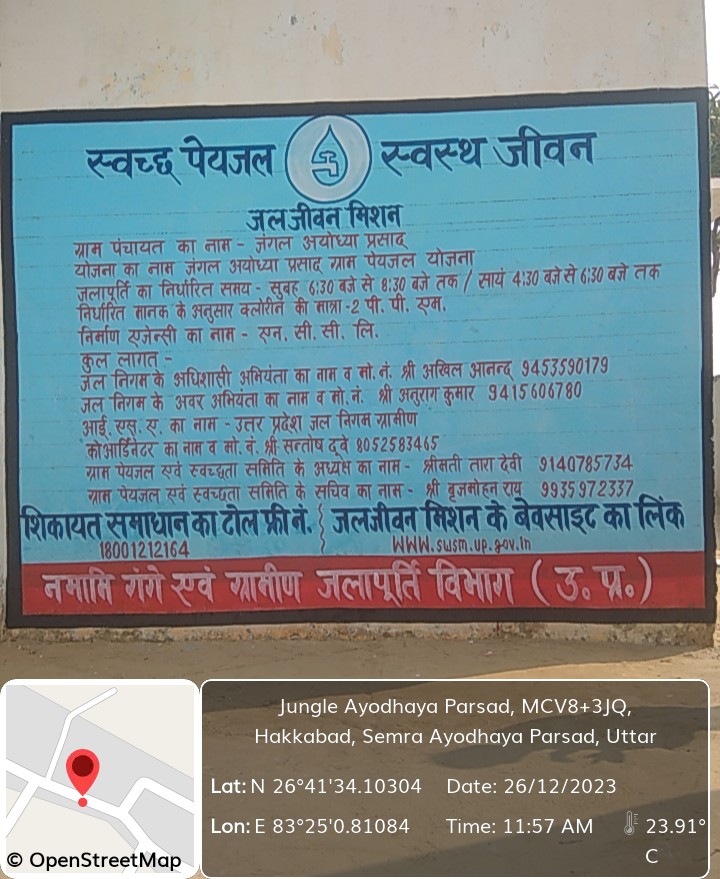 स्वच्छ पेयजल स्वस्थ जीवन
जल जीवन मिशन
ग्राम पंचायत का नाम - जंगल अयोध्या प्रसाद
योजना का नाम जंगल अयोध्या प्रसाद ग्राम पेयजल योजना
जलापूर्ति का निर्धारित समय - सुबह 6:30 बजे से 8:30 बजे तक / सायं 4:30 बजे से 6:30 बजे तक
निर्धारित मानक के अनुसार क्लोरीन की मात्रा - 2 पी. पी. एम.
निर्माण एजेन्सी का नाम - एन. सी. सी. लि.
कुल लागत -
जल निगम के अधिशासी अभियंता का नाम व मो. नं. श्री अखिल आनन्द 9453590179
जल निगम के अवर अभियंता का नाम व मो. नं. श्री अनुराग कुमार 9415606780
आई. एस. ए. का नाम - उत्तर प्रदेश जल निगम ग्रामीण
कोआर्डिनेटर का नाम व मो. नं. श्री सन्तोष दूबे 8052583465
ग्राम पेयजल एवं स्वच्छता समिति के अध्यक्ष का नाम - श्रीमती तारा देवी 9140785734
ग्राम पेयजल एवं स्वच्छता समिति के सचिव का नाम - श्री बृजमोहन राय 9935972337
शिकायत समाधान का टोल फ्री नं. जल जीवन मिशन के बेवसाइट का लिंक
18001212164 WWW.swsm.up.gov.in
नमामि गंगे एवं ग्रामीण जलापूर्ति विभाग (उ. प्र.)
Jungle Ayodhaya Parsad, MCV8+3JQ,
Hakkabad, Semra Ayodhaya Parsad, Uttar
Lat: N 26°41'34.10304 Date: 26/12/2023
Lon: E 83°25'0.81084 Time: 11:57 AM 23.91°
C
© OpenStreetMap